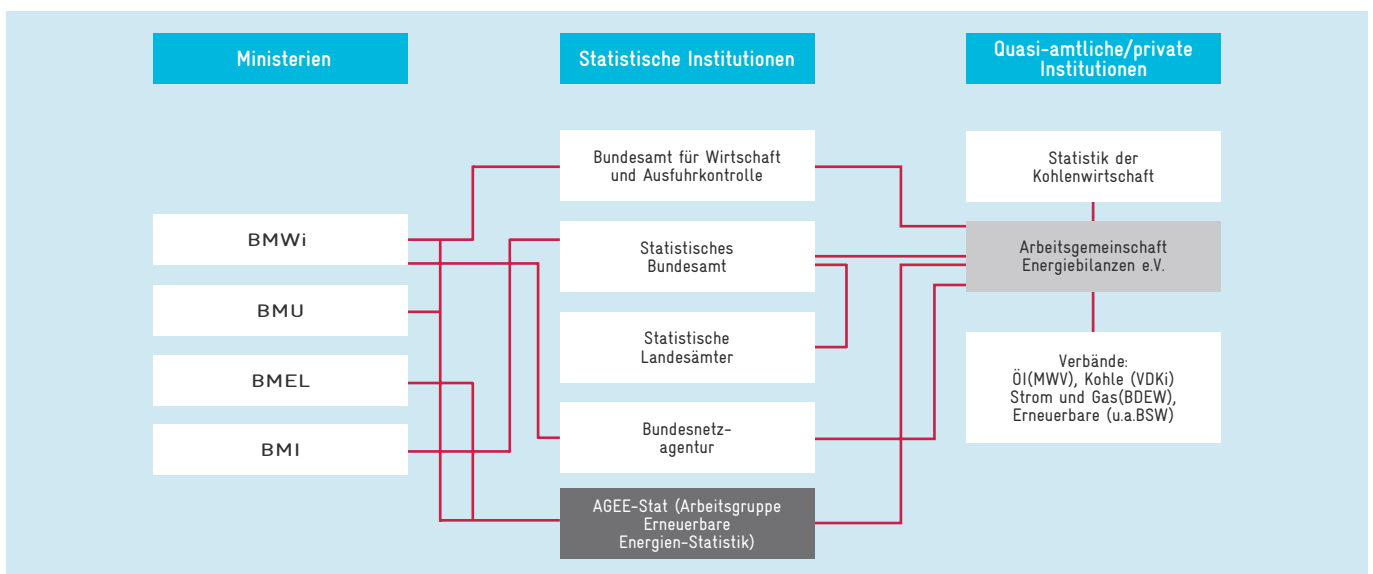 Ministerien
BMWi
BMU
BMEL
BMI
Statistische Institutionen
Bundesamt für Wirtschaft
und Ausfuhrkontrolle
Statistisches
Bundesamt
Statistische
Landesämter
Bundesnetz-
agentur
AGEE-Stat (Arbeitsgruppe
Erneuerbare
Energien-Statistik)
Quasi-amtliche/private
Institutionen
Statistik der
Kohlenwirtschaft
Arbeitsgemeinschaft
Energiebilanzen e.V.
Verbände:
Öl(MWV), Kohle (VDKi)
Strom und Gas(BDEW),
Erneuerbare (u.a.BSW)